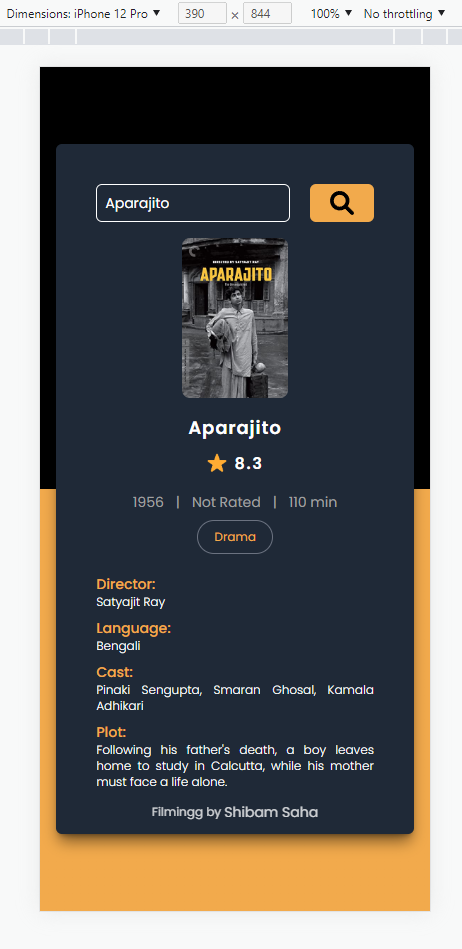 Dimensions: iPhone 12 Pro ▼ 390 × 844 100% ▼ No throttling ▼
Aparajito
DIRECTED BY SATYAJIT RAY
APARAJITO
Aparajito
8.3
1956 | Not Rated | 110 min
Drama
Director:
Satyajit Ray
Language:
Bengali
Cast:
Pinaki Sengupta, Smaran Ghosal, Kamala
Adhikari
Plot:
Following his father's death, a boy leaves
home to study in Calcutta, while his mother
must face a life alone.
Filmingg by Shibam Saha